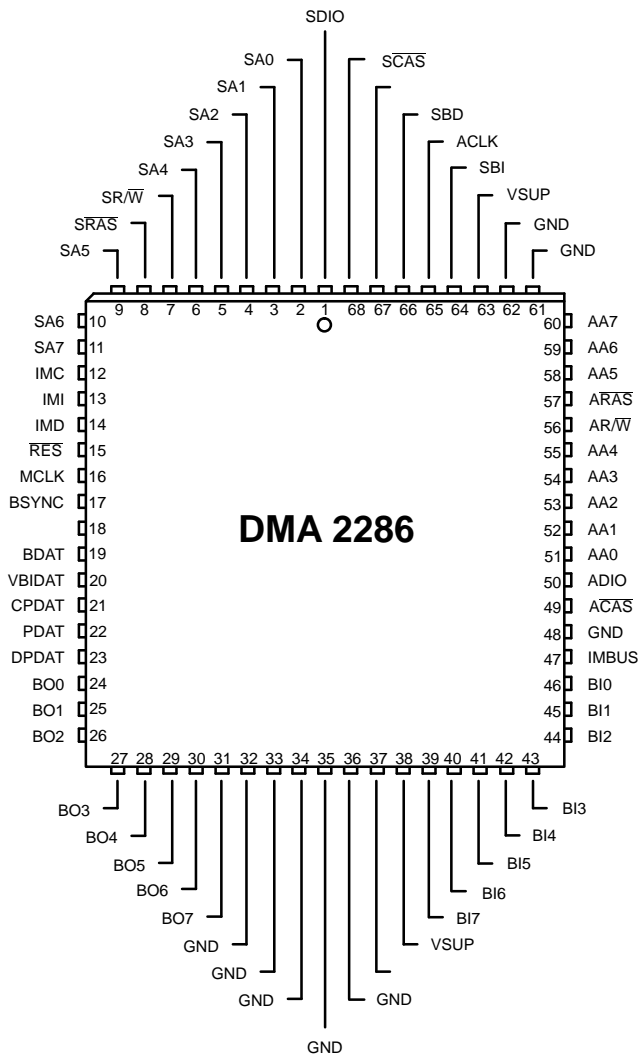 SDIO
SA0 S̅C̅A̅S̅
SA1
SA2 SBD
SA3 ACLK
SA4 SBI
SR/W̅ VSUP
SR̅A̅S̅ GND
SA5 GND
9 8 7 6 5 4 3 2 1 68 67 66 65 64 63 62 61
SA6 10 60 AA7
SA7 11 59 AA6
IMC 12 58 AA5
IMI 13 57 AR̅A̅S̅
IMD 14 56 AR/W̅
R̅E̅S̅ 15 55 AA4
MCLK 16 54 AA3
BSYNC 17 53 AA2
18 52 AA1
DMA 2286
BDAT 19 51 AA0
VBIDAT 20 50 ADIO
CPDAT 21 49 AC̅A̅S̅
PDAT 22 48 GND
DPDAT 23 47 IMBUS
BO0 24 46 BI0
BO1 25 45 BI1
BO2 26 44 BI2
27 28 29 30 31 32 33 34 35 36 37 38 39 40 41 42 43
BO3 BI3
BO4 BI4
BO5 BI5
BO6 BI6
BO7 BI7
GND VSUP
GND
GND GND
GND